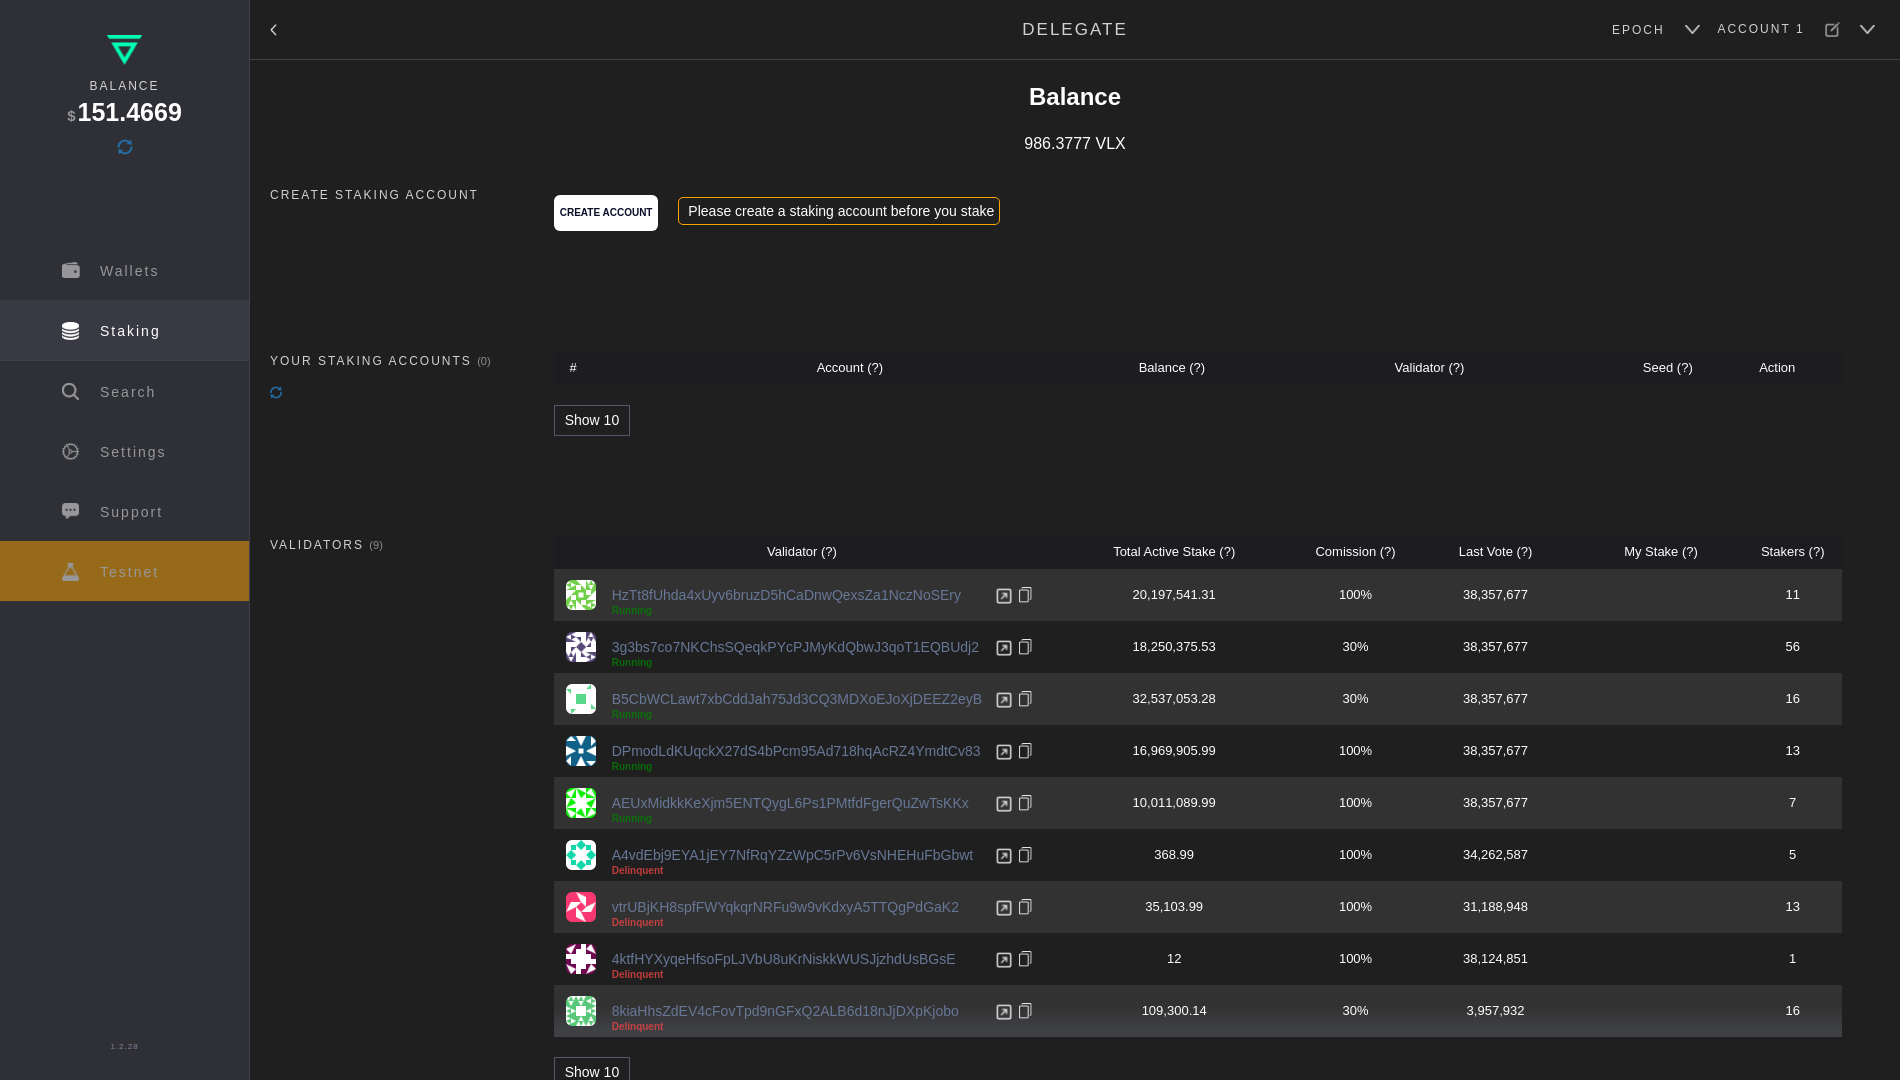 DELEGATE
EPOCH
ACCOUNT 1
BALANCE
$151.4669
Wallets
Staking
Search
Settings
Support
Testnet
1.2.28
Balance
986.3777 VLX
CREATE STAKING ACCOUNT
CREATE ACCOUNT
Please create a staking account before you stake
YOUR STAKING ACCOUNTS (0)
# Account (?) Balance (?) Validator (?) Seed (?) Action
Show 10
VALIDATORS (9)
Validator (?) Total Active Stake (?) Comission (?) Last Vote (?) My Stake (?) Stakers (?)
HzTt8fUhda4xUyv6bruzD5hCaDnwQexsZa1NczNoSEry 20,197,541.31 100% 38,357,677 11
Running
3g3bs7co7NKChsSQeqkPYcPJMyKdQbwJ3qoT1EQBUdj2 18,250,375.53 30% 38,357,677 56
Running
B5CbWCLawt7xbCddJah75Jd3CQ3MDXoEJoXjDEEZ2eyB 32,537,053.28 30% 38,357,677 16
Running
DPmodLdKUqckX27dS4bPcm95Ad718hqAcRZ4YmdtCv83 16,969,905.99 100% 38,357,677 13
Running
AEUxMidkkKeXjm5ENTQygL6Ps1PMtfdFgerQuZwTsKKx 10,011,089.99 100% 38,357,677 7
Running
A4vdEbj9EYA1jEY7NfRqYZzWpC5rPv6VsNHEHuFbGbwt 368.99 100% 34,262,587 5
Delinquent
vtrUBjKH8spfFWYqkqrNRFu9w9vKdxyA5TTQgPdGaK2 35,103.99 100% 31,188,948 13
Delinquent
4ktfHYXyqeHfsoFpLJVbU8uKrNiskkWUSJjzhdUsBGsE 12 100% 38,124,851 1
Delinquent
8kiaHhsZdEV4cFovTpd9nGFxQ2ALB6d18nJjDXpKjobo 109,300.14 30% 3,957,932 16
Delinquent
Show 10